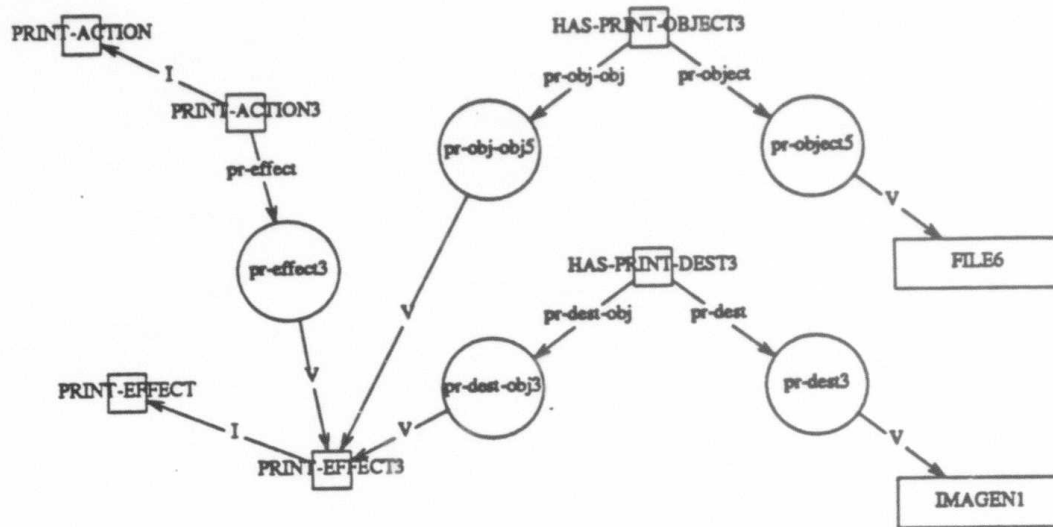 PRINT-ACTION
HAS-PRINT-OBJECT3
I
pr-obj-obj
pr-object
PRINT-ACTION3
pr-effect
pr-obj-obj5
pr-object5
V
pr-effect3
HAS-PRINT-DEST3
FILE6
V
pr-dest-obj
pr-dest
V
PRINT-EFFECT
pr-dest-obj3
pr-dest3
I
V
V
PRINT-EFFECT3
IMAGEN1